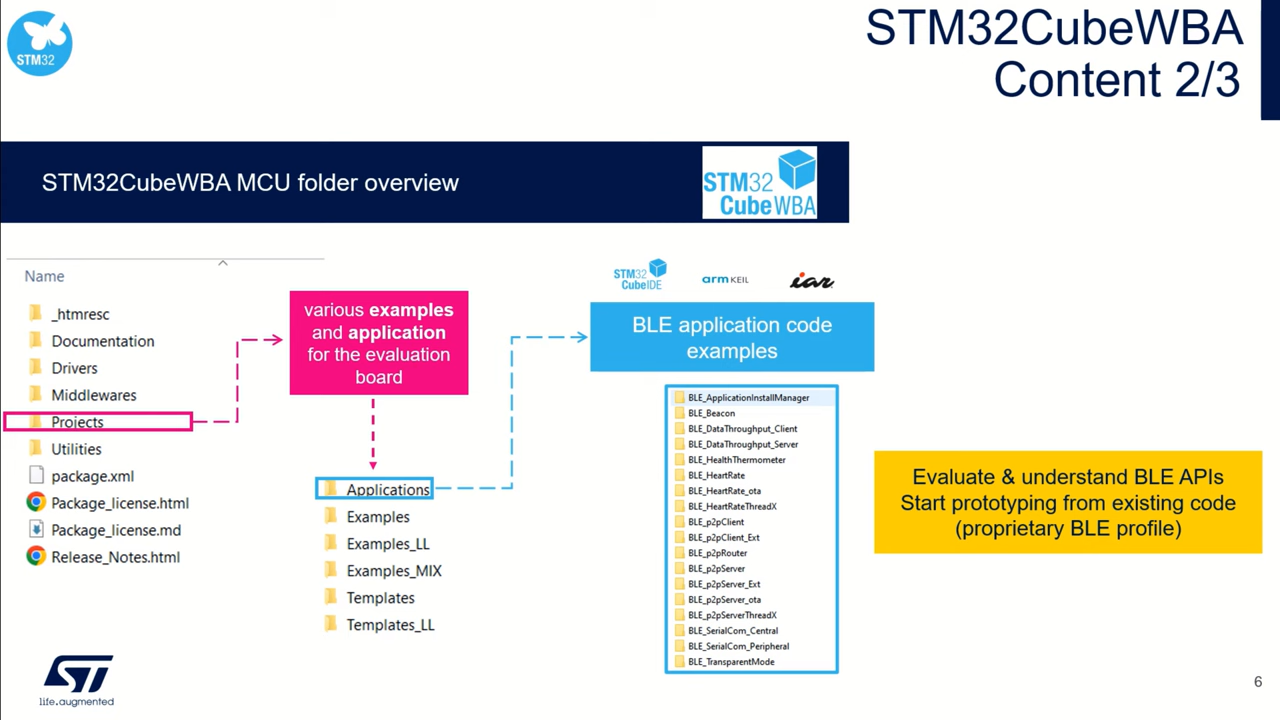 STM32
STM32CubeWBA
Content 2/3
STM32CubeWBA MCU folder overview
STM32
CubeWBA
Name
_htmresc
Documentation
Drivers
Middlewares
Projects
Utilities
package.xml
Package_license.html
Package_license.md
Release_Notes.html
various examples
and application
for the evaluation
board
Applications
Examples
Examples_LL
Examples_MIX
Templates
Templates_LL
STM32
CubeIDE
arm KEIL
iar
BLE application code
examples
BLE_ApplicationInstallManager
BLE_Beacon
BLE_DataThroughput_Client
BLE_DataThroughput_Server
BLE_HealthThermometer
BLE_HeartRate
BLE_HeartRate_ota
BLE_HeartRateThreadX
BLE_p2pClient
BLE_p2pClient_Ext
BLE_p2pRouter
BLE_p2pServer
BLE_p2pServer_Ext
BLE_p2pServer_ota
BLE_p2pServerThreadX
BLE_SerialCom_Central
BLE_SerialCom_Peripheral
BLE_TransparentMode
Evaluate & understand BLE APIs
Start prototyping from existing code
(proprietary BLE profile)
ST
life.augmented
6